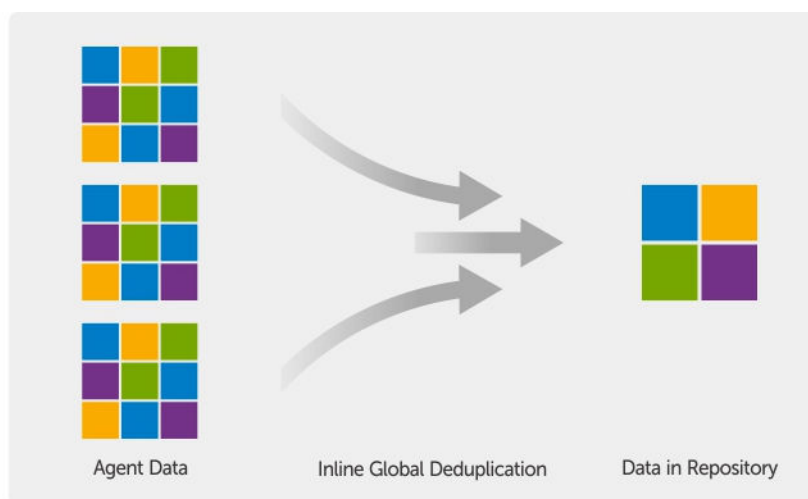 Agent Data
Inline Global Deduplication
Data in Repository